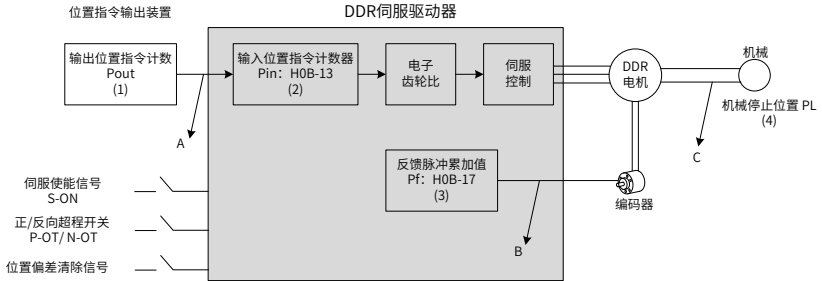 位置指令输出装置
DDR伺服驱动器
输出位置指令计数
Pout
(1)
输入位置指令计数器
Pin：H0B-13
(2)
电子
齿轮比
伺服
控制
DDR
电机
机械
机械停止位置 PL
(4)
A
C
反馈脉冲累加值
Pf：H0B-17
(3)
编码器
B
伺服使能信号
S-ON
正/反向超程开关
P-OT/ N-OT
位置偏差清除信号